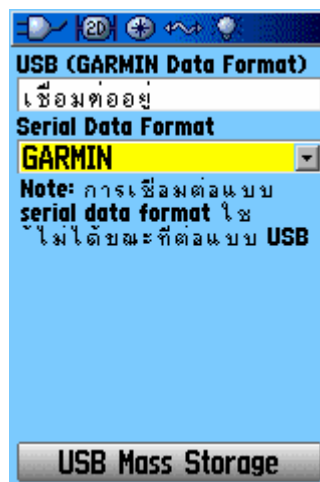 2D
USB (GARMIN Data Format)
เชื่อมต่ออยู่
Serial Data Format
GARMIN
Note: การเชื่อมต่อแบบ
serial data format ใช
้ไม่ได้ขณะที่ต่อแบบ USB
USB Mass Storage